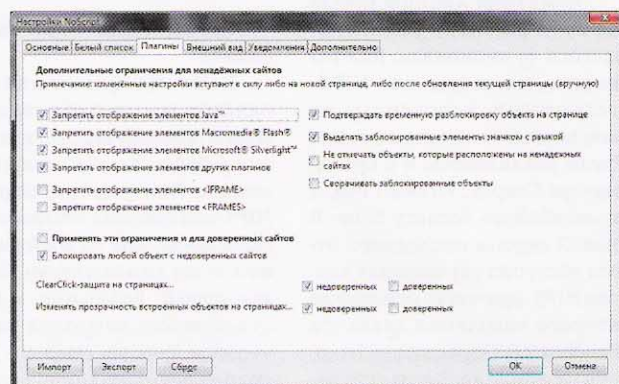 Настройки NoScript
Основные Белый список Плагины Внешний вид Уведомления Дополнительно
Дополнительные ограничения для ненадёжных сайтов
Примечание: изменённые настройки вступают в силу либо на новой странице, либо после обновления текущей страницы (вручную)
Запретить отображение элементов Java™
Запретить отображение элементов Macromedia® Flash®
Запретить отображение элементов Microsoft® Silverlight™
Запретить отображение элементов других плагинов
Запретить отображение элементов <IFRAME>
Запретить отображение элементов <FRAMES>
Подтверждать временную разблокировку объекта на странице
Выделять заблокированные элементы значком с рамкой
Не отмечать объекты, которые расположены на ненадежных
сайтах
Сворачивать заблокированные объекты
Применять эти ограничения и для доверенных сайтов
Блокировать любой объект с недоверенных сайтов
ClearClick-защита на страницах... недоверенных доверенных
Изменять прозрачность встроенных объектов на страницах... недоверенных доверенных
Импорт Экспорт Сброс OK Отмена